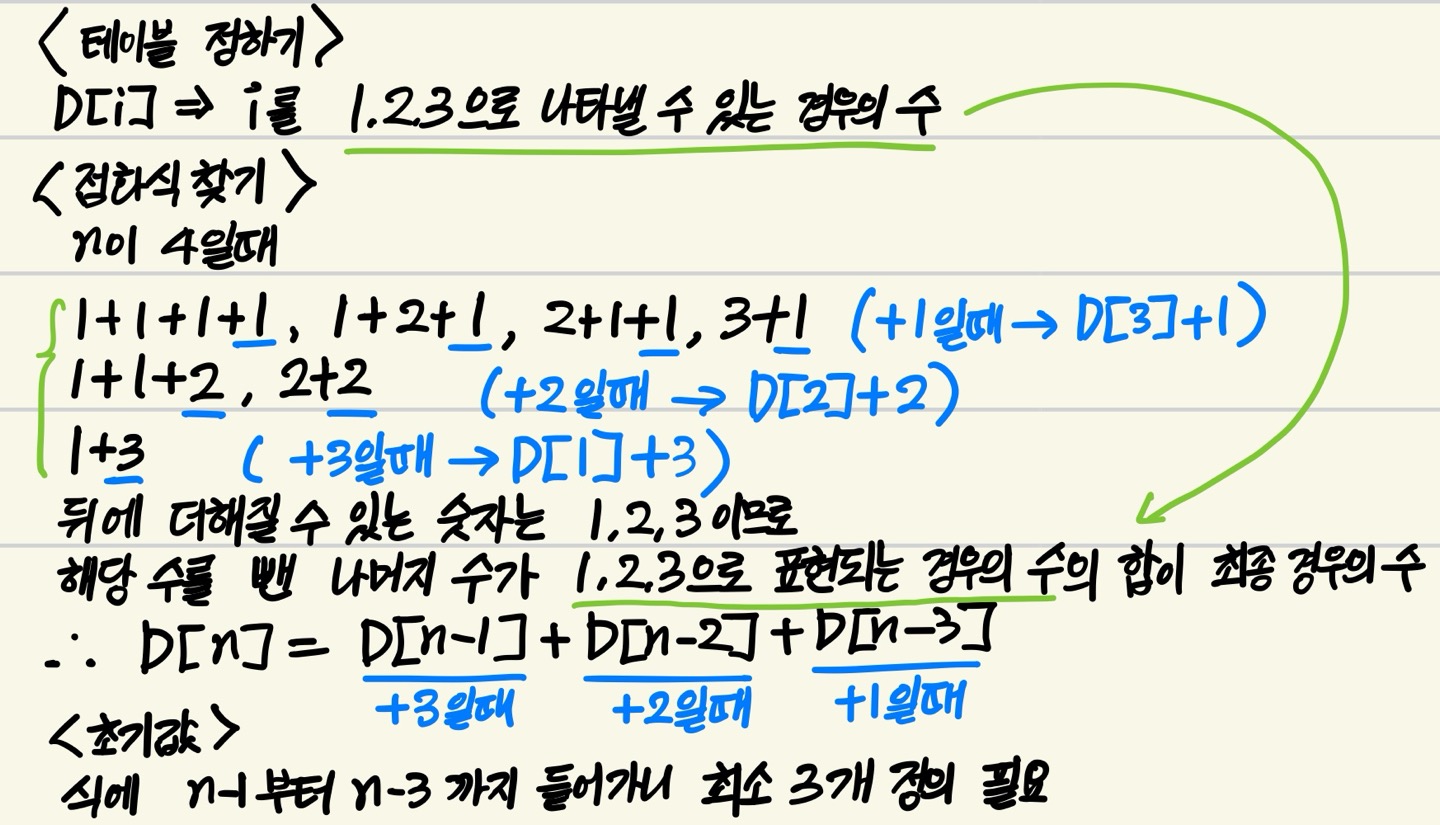 <테이블 정하기>
D[i] ⇒ i를 1.2.3으로 나타낼 수 있는 경우의 수
<점화식 찾기>
n이 4일때
1+1+1+1, 1+2+1, 2+1+1, 3+1 (+1일때 → D[3]+1)
1+1+2, 2+2 (+2일때 → D[2]+2)
1+3 (+3일때 → D[1]+3)
뒤에 더해질 수 있는 숫자는 1,2,3이므로
해당 수를 뺀 나머지 수가 1,2.3으로 표현되는 경우의 수의 합이 최종 경우의 수
∴ D[n] = D[n-1] + D[n-2] + D[n-3]
+3일때 +2일때 +1일때
<초기값>
식에 n-1부터 n-3까지 들어가니 최소 3개 정의 필요